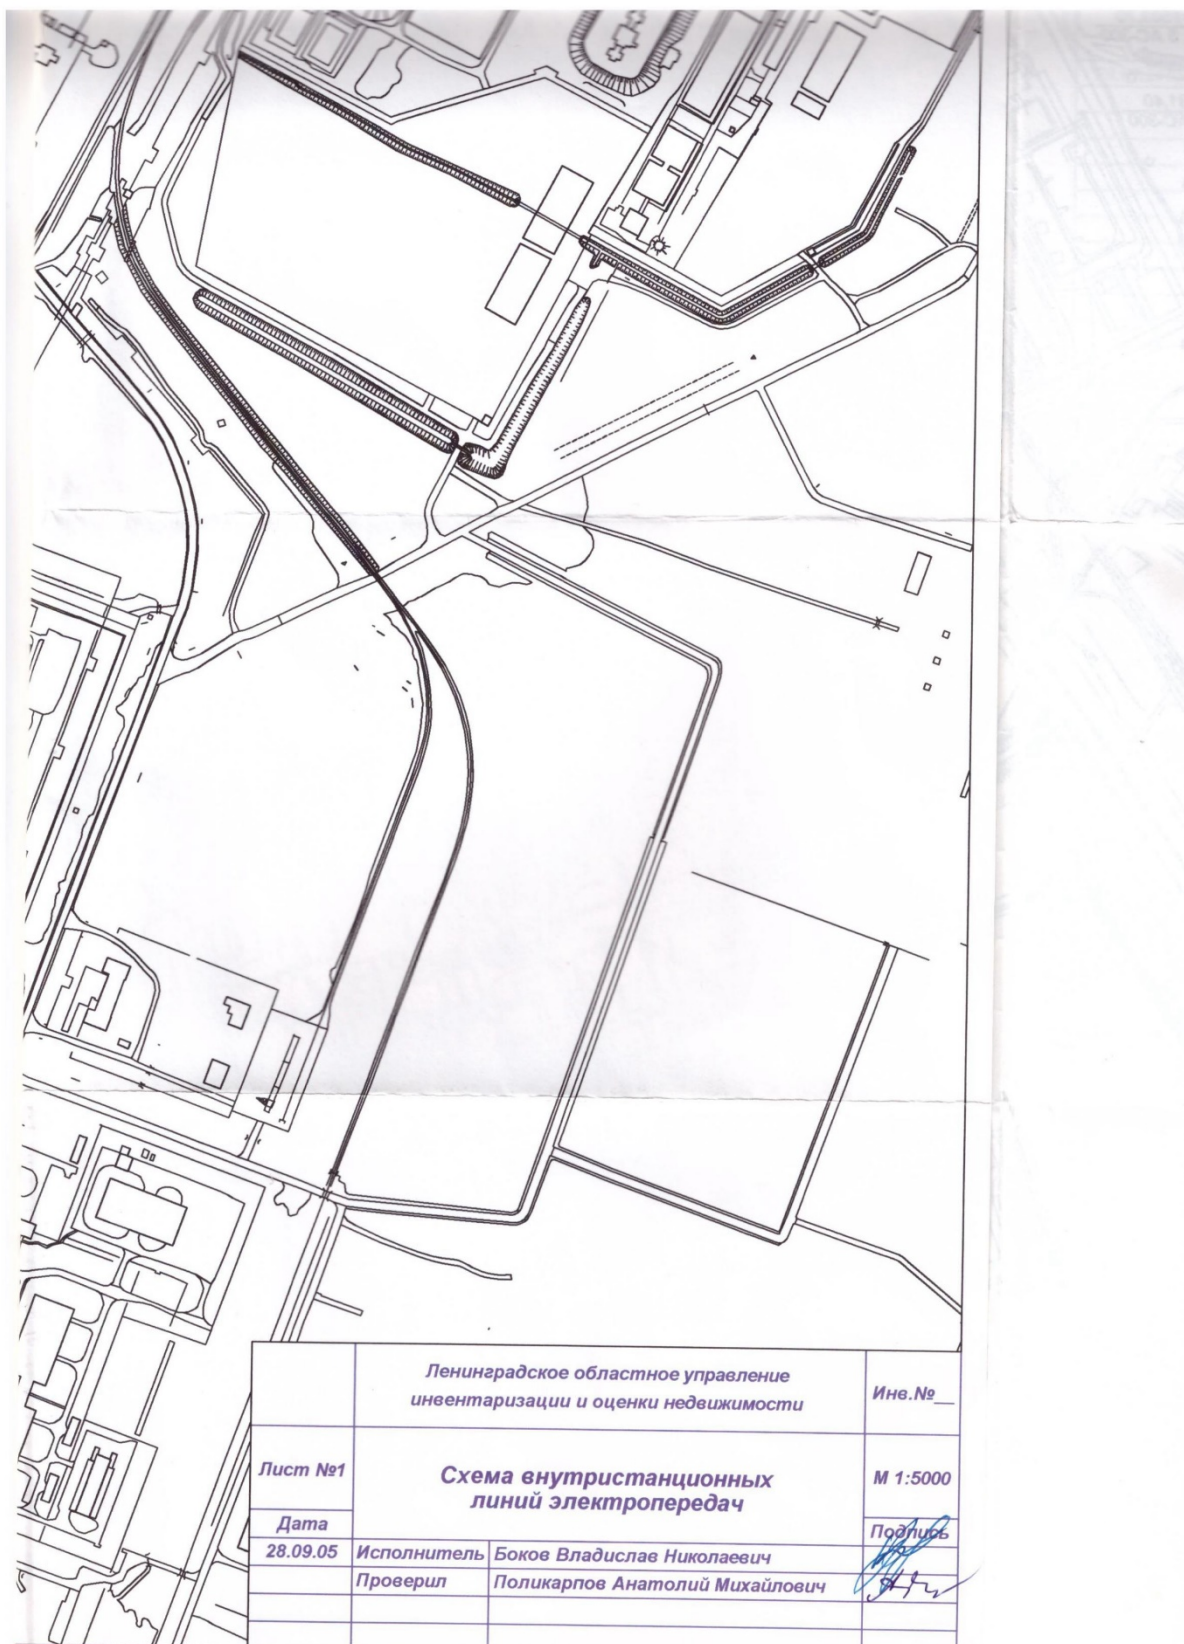 Ленинградское областное управление
инвентаризации и оценки недвижимости
Инв.№__
Лист №1
Схема внутристанционных
линий электропередач
М 1:5000
Дата
Подпись
28.09.05
Исполнитель
Боков Владислав Николаевич
Проверил
Поликарпов Анатолий Михайлович